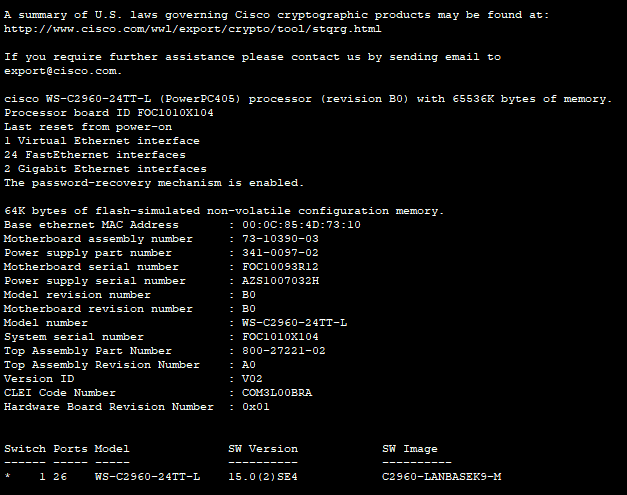 A summary of U.S. laws governing Cisco cryptographic products may be found at:
http://www.cisco.com/wwl/export/crypto/tool/stqrg.html

If you require further assistance please contact us by sending email to
export@cisco.com.

cisco WS-C2960-24TT-L (PowerPC405) processor (revision B0) with 65536K bytes of memory.
Processor board ID FOC1010X104
Last reset from power-on
1 Virtual Ethernet interface
24 FastEthernet interfaces
2 Gigabit Ethernet interfaces
The password-recovery mechanism is enabled.

64K bytes of flash-simulated non-volatile configuration memory.
Base ethernet MAC Address       : 00:0C:85:4D:73:10
Motherboard assembly number     : 73-10390-03
Power supply part number        : 341-0097-02
Motherboard serial number       : FOC10093R12
Power supply serial number      : AZS1007032H
Model revision number           : B0
Motherboard revision number     : B0
Model number                    : WS-C2960-24TT-L
System serial number            : FOC1010X104
Top Assembly Part Number        : 800-27221-02
Top Assembly Revision Number    : A0
Version ID                      : V02
CLEI Code Number                : COM3L00BRA
Hardware Board Revision Number  : 0x01

Switch Ports Model              SW Version            SW Image
------ ----- -----              ----------            ----------
*    1 26    WS-C2960-24TT-L    15.0(2)SE4            C2960-LANBASEK9-M